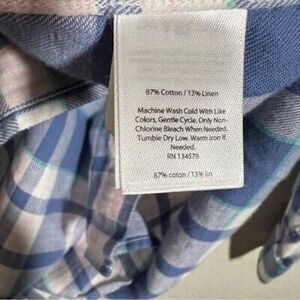 87% Cotton / 13% Linen
Machine Wash Cold With Like
Colors, Gentle Cycle. Only Non-
Chlorine Bleach When Needed.
Tumble Dry Low. Warm Iron If
Needed.
RN 134578
87% cotton / 13% lin